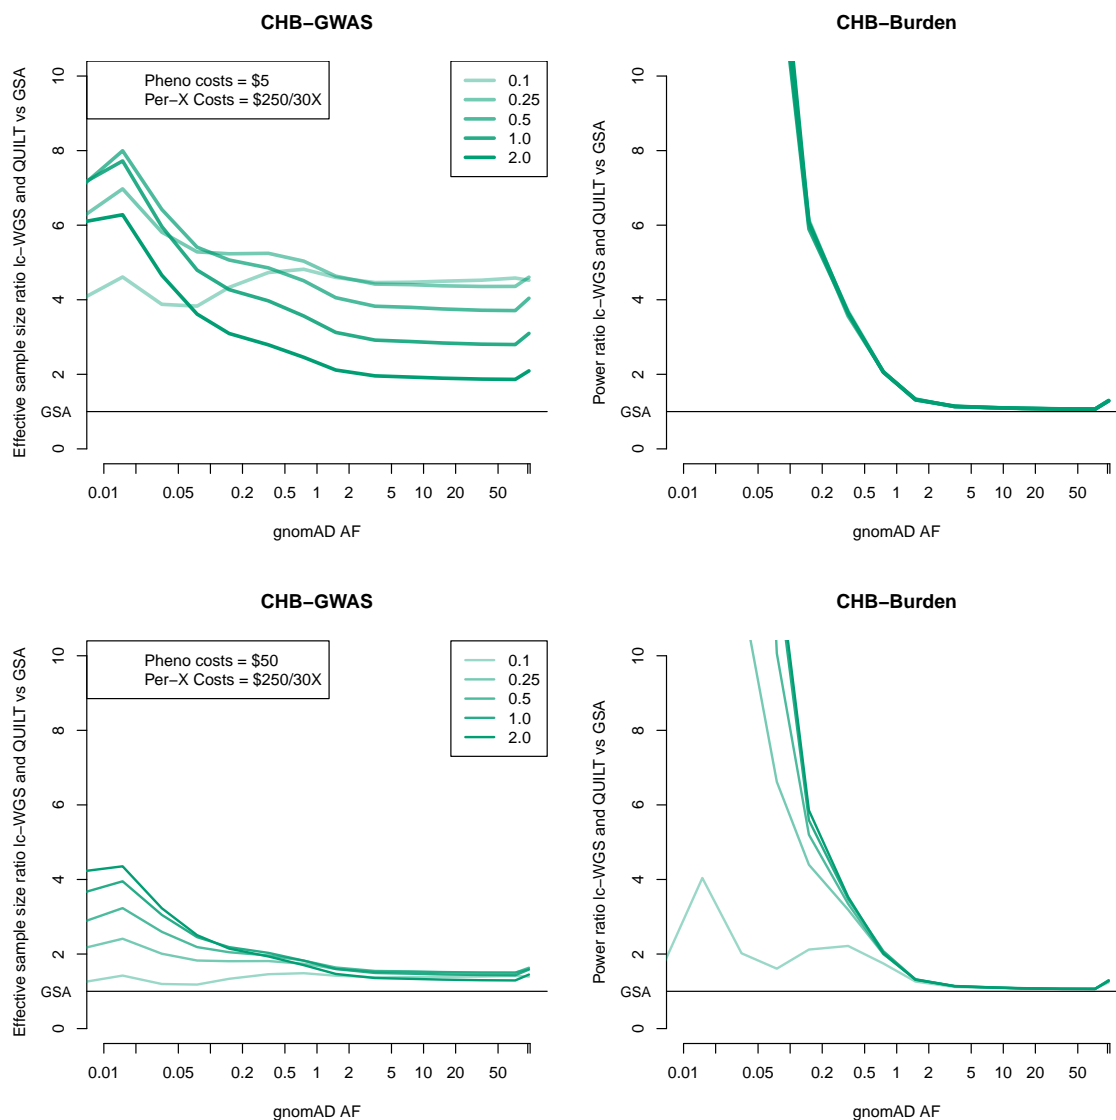 CHB−GWAS
Effective sample size ratio lc−WGS and QUILT vs GSA
10
8
6
4
2
GSA
0
Pheno costs = $5
Per−X Costs = $250/30X
0.1
0.25
0.5
1.0
2.0
0.01 0.05 0.2 0.5 1 2 5 10 20 50
gnomAD AF
CHB−Burden
Power ratio lc−WGS and QUILT vs GSA
10
8
6
4
2
GSA
0
0.01 0.05 0.2 0.5 1 2 5 10 20 50
gnomAD AF
CHB−GWAS
Effective sample size ratio lc−WGS and QUILT vs GSA
10
8
6
4
2
GSA
0
Pheno costs = $50
Per−X Costs = $250/30X
0.1
0.25
0.5
1.0
2.0
0.01 0.05 0.2 0.5 1 2 5 10 20 50
gnomAD AF
CHB−Burden
Power ratio lc−WGS and QUILT vs GSA
10
8
6
4
2
GSA
0
0.01 0.05 0.2 0.5 1 2 5 10 20 50
gnomAD AF